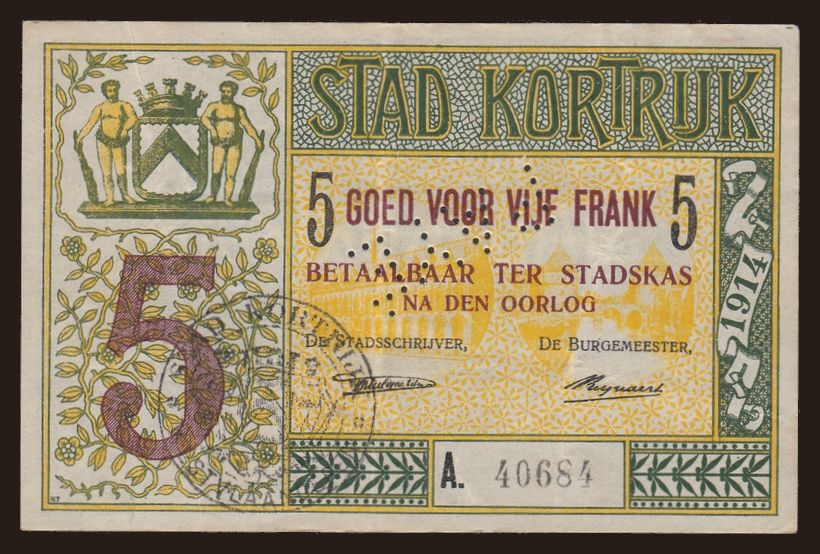 STAD KORTRIJK
5 GOED VOOR VIJF FRANK 5
BETAALBAAR TER STADSKAS
NA DEN OORLOG
DE STADSSCHRIJVER, DE BURGEMEESTER,
1914
5
A. 40684